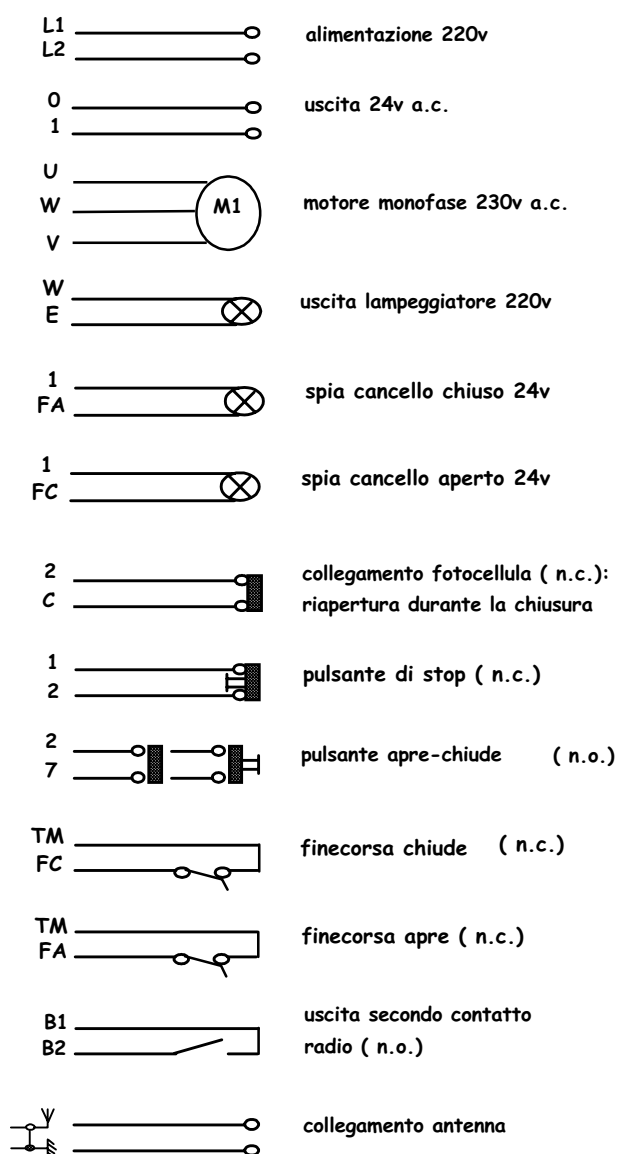 L1
L2
alimentazione 220v
0
1
uscita 24v a.c.
U
W
V
M1
motore monofase 230v a.c.
W
E
uscita lampeggiatore 220v
1
FA
spia cancello chiuso 24v
1
FC
spia cancello aperto 24v
2
C
collegamento fotocellula ( n.c.):
riapertura durante la chiusura
1
2
pulsante di stop ( n.c.)
2
7
pulsante apre-chiude ( n.o.)
TM
FC
finecorsa chiude ( n.c.)
TM
FA
finecorsa apre ( n.c.)
B1
B2
uscita secondo contatto
radio ( n.o.)
collegamento antenna